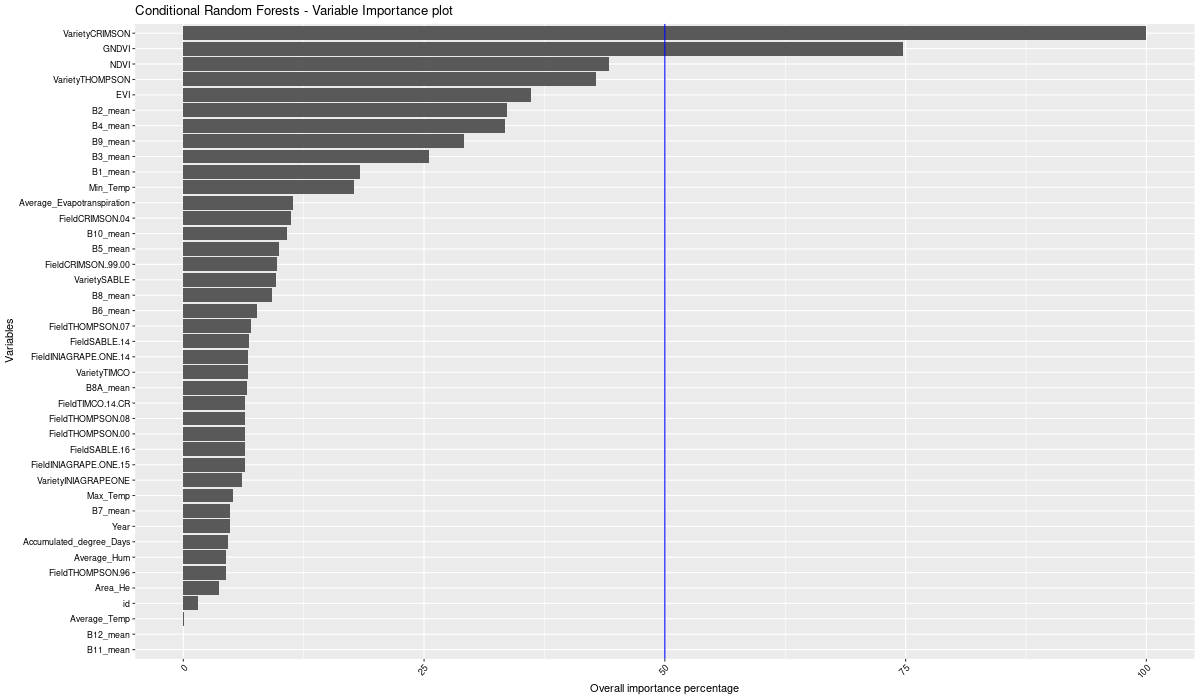 Conditional Random Forests - Variable Importance plot
VarietyCRIMSON
GNDVI
NDVI
VarietyTHOMPSON
EVI
B2_mean
B4_mean
B9_mean
B3_mean
B1_mean
Min_Temp
Average_Evapotranspiration
FieldCRIMSON.04
B10_mean
B5_mean
FieldCRIMSON..99.00
VarietySABLE
B8_mean
B6_mean
FieldTHOMPSON.07
FieldSABLE.14
FieldINIAGRAPE.ONE.14
VarietyTIMCO
B8A_mean
FieldTIMCO.14.CR
FieldTHOMPSON.08
FieldTHOMPSON.00
FieldSABLE.16
FieldINIAGRAPE.ONE.15
VarietyINIAGRAPEONE
Max_Temp
B7_mean
Year
Accumulated_degree_Days
Average_Hum
FieldTHOMPSON.96
Area_He
id
Average_Temp
B12_mean
B11_mean
Variables
0 25 50 75 100
Overall importance percentage